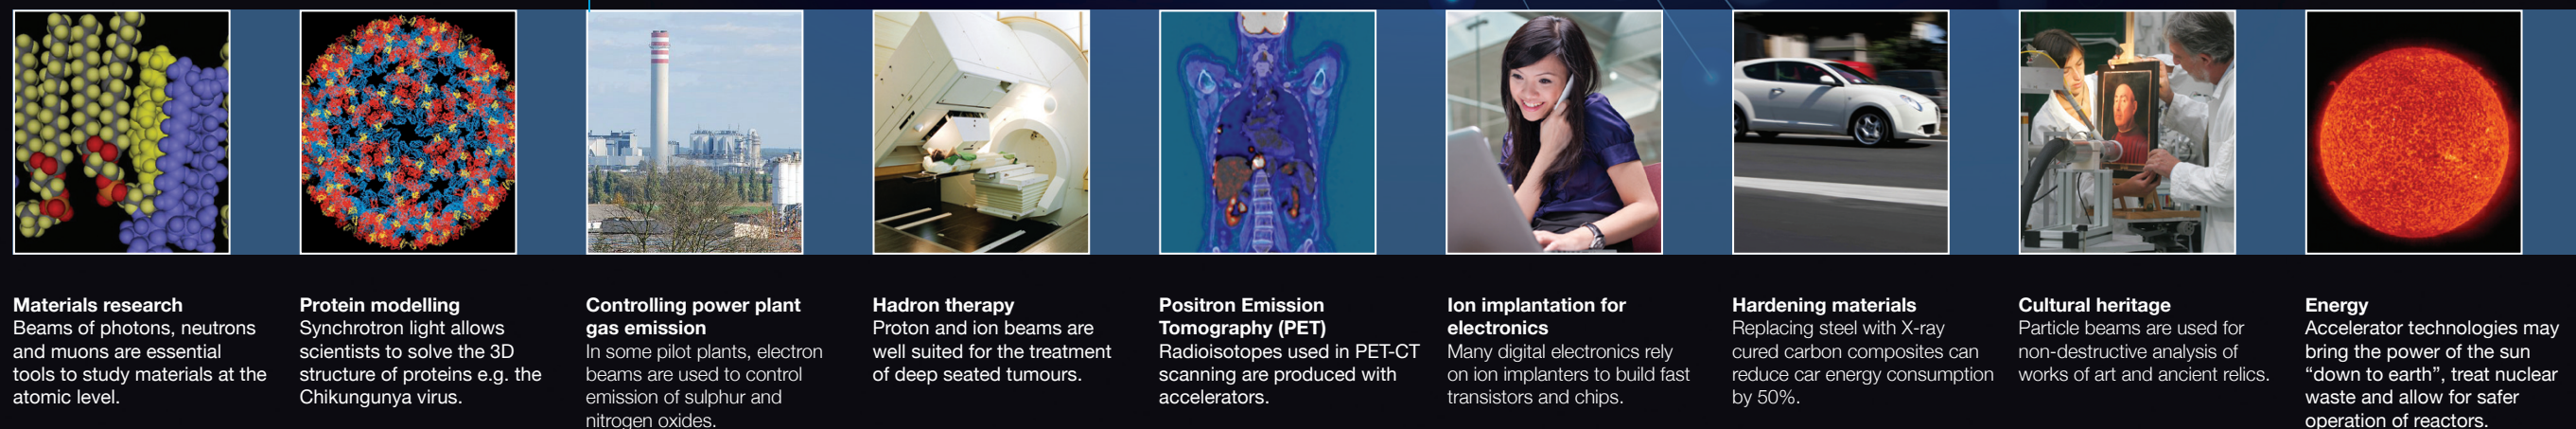 Materials research
Beams of photons, neutrons
and muons are essential
tools to study materials at the
atomic level.
Protein modelling
Synchrotron light allows
scientists to solve the 3D
structure of proteins e.g. the
Chikungunya virus.
Controlling power plant
gas emission
In some pilot plants, electron
beams are used to control
emission of sulphur and
nitrogen oxides.
Hadron therapy
Proton and ion beams are
well suited for the treatment
of deep seated tumours.
Positron Emission
Tomography (PET)
Radioisotopes used in PET-CT
scanning are produced with
accelerators.
Ion implantation for
electronics
Many digital electronics rely
on ion implanters to build fast
transistors and chips.
Hardening materials
Replacing steel with X-ray
cured carbon composites can
reduce car energy consumption
by 50%.
Cultural heritage
Particle beams are used for
non-destructive analysis of
works of art and ancient relics.
Energy
Accelerator technologies may
bring the power of the sun
“down to earth”, treat nuclear
waste and allow for safer
operation of reactors.